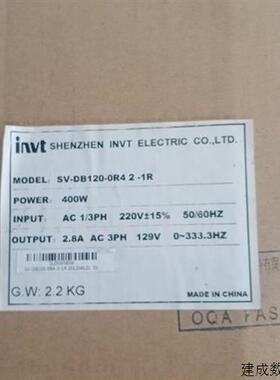 invt SHENZHEN INVT ELECTRIC CO.,LTD.
MODEL: SV-DB120-0R4 2 -1R
POWER: 400W
INPUT: AC 1/3PH 220V±15% 50/60HZ
OUTPUT: 2.8A AC 3PH 129V 0~333.3HZ
G.W: 2.2 KG
MADE IN CHINA
OQA PAS
建成数